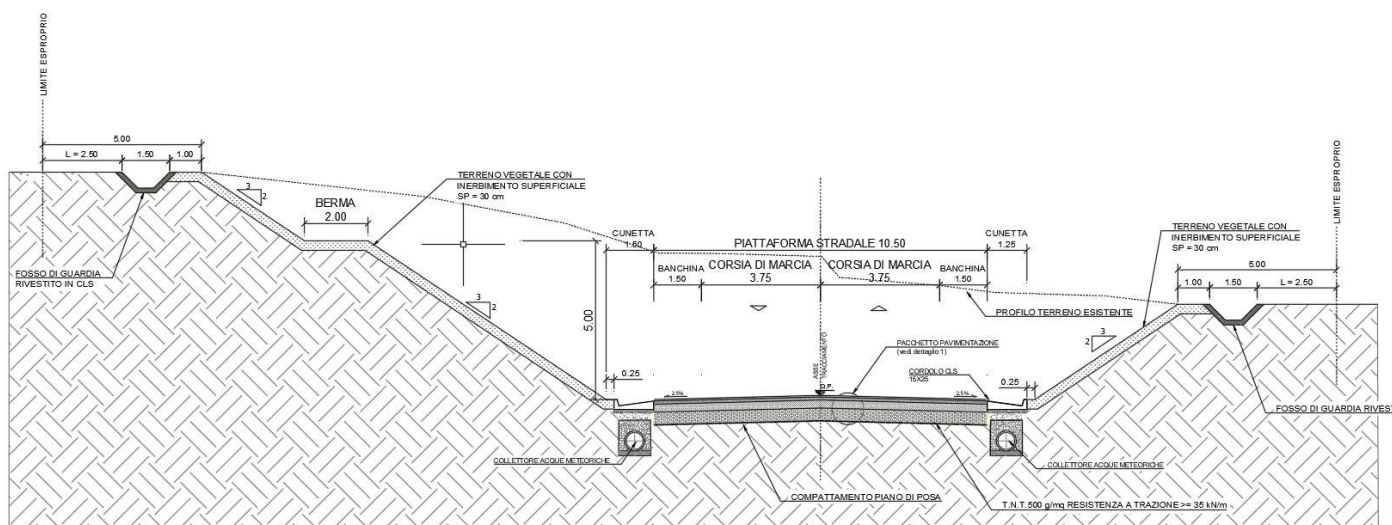 LIMITE ESPROPRIO
5.00
L = 2.50
1.50
1.00
3
2
TERRENO VEGETALE CON
INERBIMENTO SUPERFICIALE
SP = 30 cm
BERMA
2.00
FOSSO DI GUARDIA
RIVESTITO IN CLS
3
2
5.00
CUNETTA
1.50
PIATTAFORMA STRADALE 10.50
CUNETTA
1.25
BANCHINA
1.50
CORSIA DI MARCIA
3.75
CORSIA DI MARCIA
3.75
BANCHINA
1.50
PROFILO TERRENO ESISTENTE
LIMITE ESPROPRIO
TERRENO VEGETALE CON
INERBIMENTO SUPERFICIALE
SP = 30 cm
5.00
1.00
1.50
L = 2.50
3
2
0.25
2.5%
ASSE
TRACCIAMENTO
Q.P.
PACCHETTO PAVIMENTAZIONE
(vedi dettaglio 1)
CORDOLO CLS
15X25
2.5%
0.25
FOSSO DI GUARDIA RIVEST
COLLETTORE ACQUE METEORICHE
COLLETTORE ACQUE METEORICHE
COMPATTAMENTO PIANO DI POSA
T.N.T. 500 g/mq RESISTENZA A TRAZIONE >= 35 kN/m